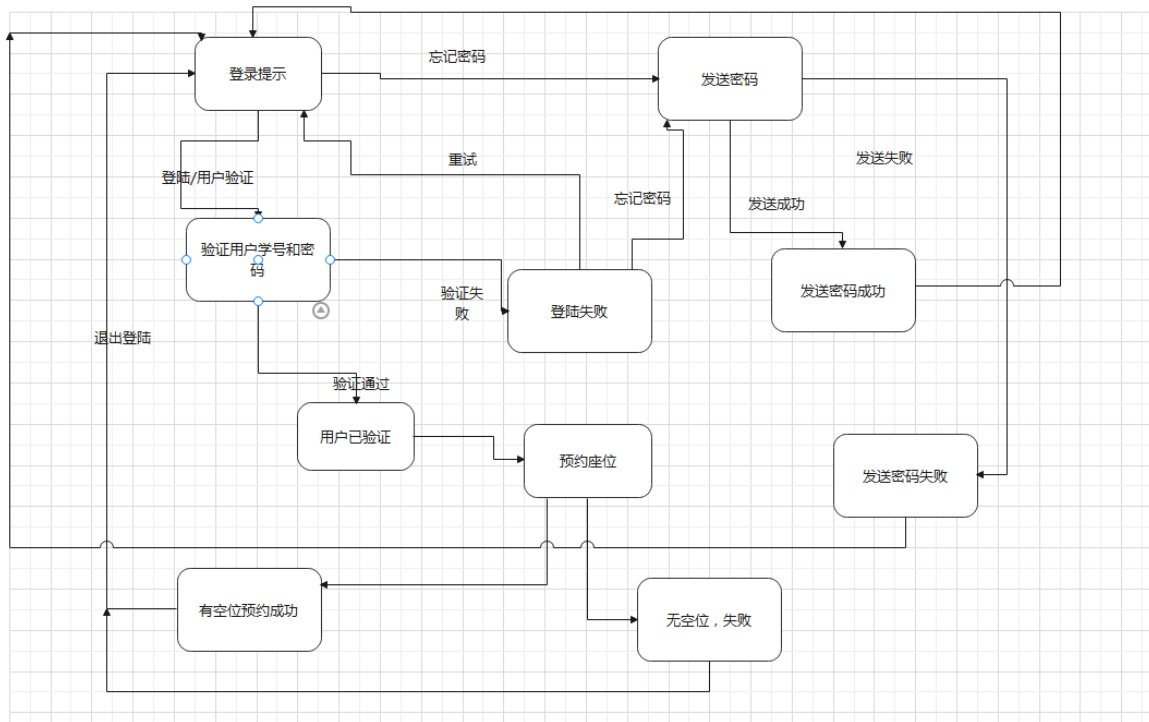 忘记密码
登录提示
发送密码
重试
发送失败
登陆/用户验证
忘记密码
发送成功
验证用户学号和密
码
验证失
败
登陆失败
发送密码成功
退出登陆
验证通过
用户已验证
预约座位
发送密码失败
有空位预约成功
无空位，失败